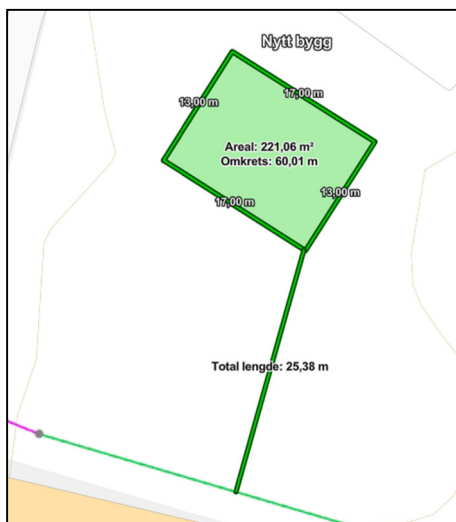 Nytt bygg
17,00 m
13,00 m
Areal: 221,06 m²
Omkrets: 60,01 m
13,00 m
17,00 m
Total lengde: 25,38 m